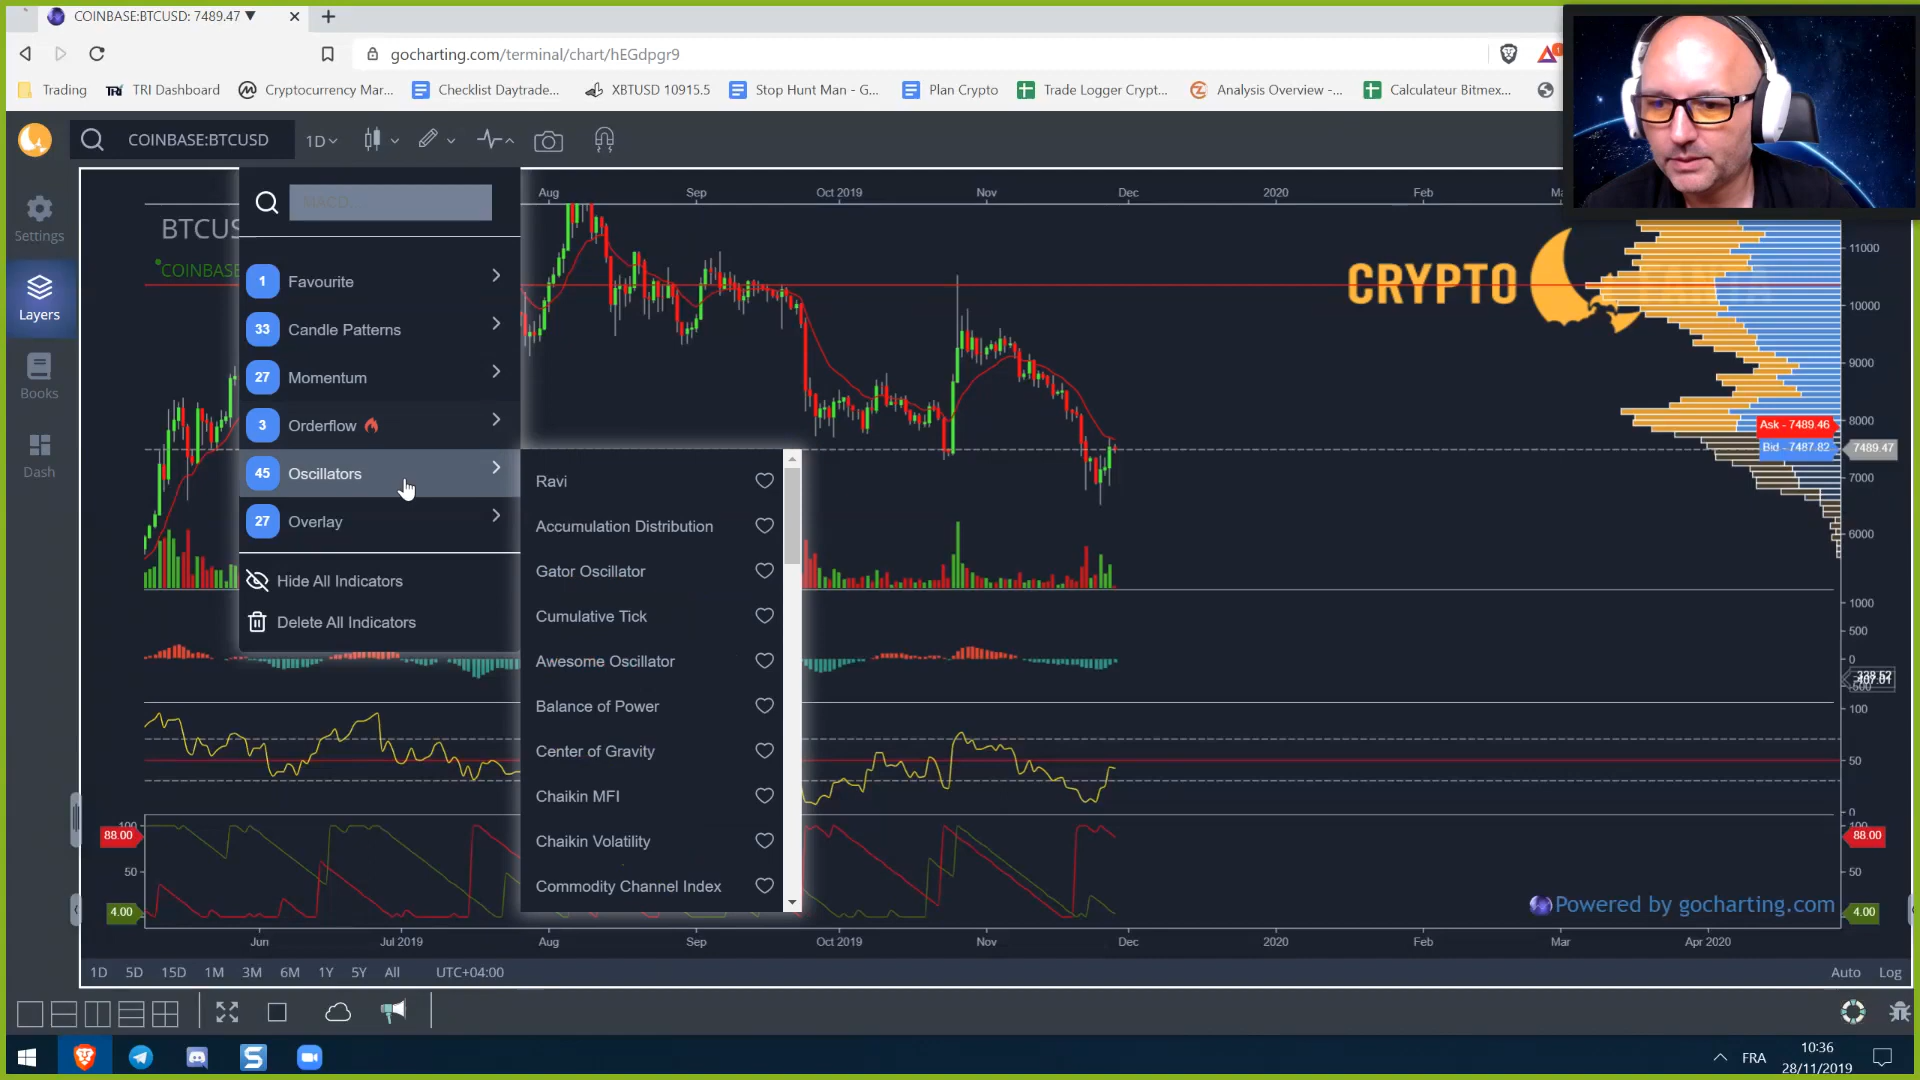 COINBASE:BTCUSD: 7489.47 ▼
gocharting.com/terminal/chart/hEGdpgr9
Trading
TRI Dashboard
Cryptocurrency Mar...
Checklist Daytrade...
XBTUSD 10915.5
Stop Hunt Man - G...
Plan Crypto
Trade Logger Crypt...
Analysis Overview -...
Calculateur Bitmex...
COINBASE:BTCUSD
1D
Settings
Layers
Books
Dash
MACD...
BTCUS
COINBASE
1 Favourite
33 Candle Patterns
27 Momentum
3 Orderflow
45 Oscillators
27 Overlay
Hide All Indicators
Delete All Indicators
Ravi
Accumulation Distribution
Gator Oscillator
Cumulative Tick
Awesome Oscillator
Balance of Power
Center of Gravity
Chaikin MFI
Chaikin Volatility
Commodity Channel Index
Aug Sep Oct 2019 Nov Dec 2020 Feb
CRYPTO
11000
10000
9000
8000
Ask - 7489.46
Bid - 7487.82
7489.47
7000
6000
1000
500
0
500
100
50
0
100
88.00
50
4.00
100
88.00
50
4.00
Powered by gocharting.com
Jun Jul 2019 Aug Sep Oct 2019 Nov Dec 2020 Feb Mar Apr 2020
1D 5D 15D 1M 3M 6M 1Y 5Y All UTC+04:00
Auto Log
FRA
10:36
28/11/2019